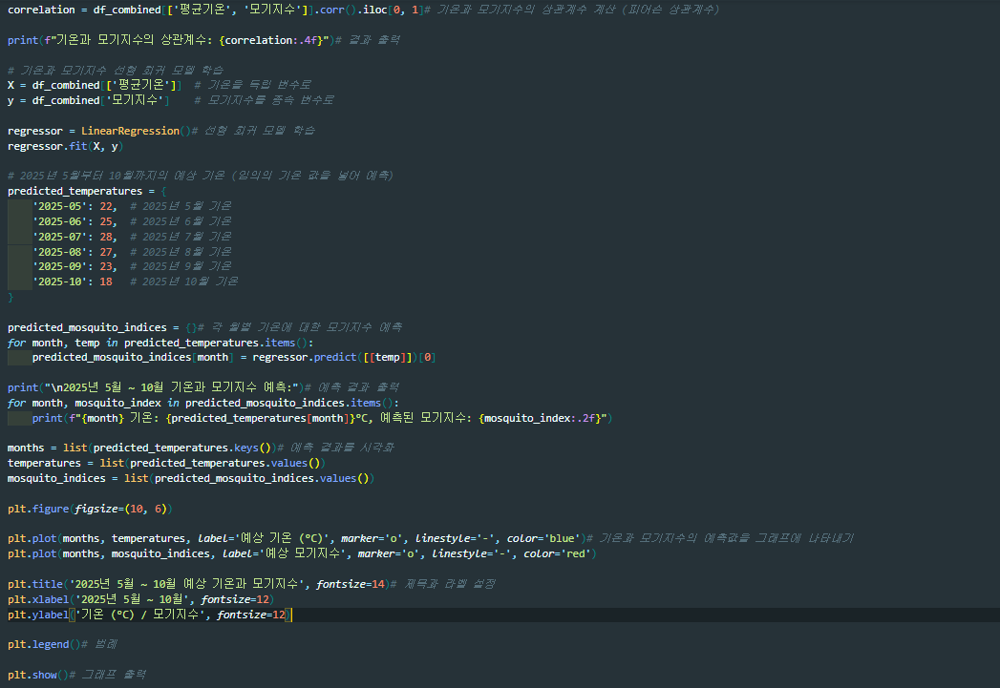 correlation = df_combined[['평균기온', '모기지수']].corr().iloc[0, 1]# 기온과 모기지수의 상관계수 계산 (피어슨 상관계수)
print(f"기온과 모기지수의 상관계수: {correlation:.4f}")# 결과 출력
# 기온과 모기지수 선형 회귀 모델 학습
X = df_combined[['평균기온']]  # 기온을 독립 변수로
y = df_combined['모기지수']    # 모기지수를 종속 변수로
regressor = LinearRegression()# 선형 회귀 모델 학습
regressor.fit(X, y)
# 2025년 5월부터 10월까지의 예상 기온 (임의의 기온 값을 넣어 예측)
predicted_temperatures = {
    '2025-05': 22,  # 2025년 5월 기온
    '2025-06': 25,  # 2025년 6월 기온
    '2025-07': 28,  # 2025년 7월 기온
    '2025-08': 27,  # 2025년 8월 기온
    '2025-09': 23,  # 2025년 9월 기온
    '2025-10': 18   # 2025년 10월 기온
}
predicted_mosquito_indices = {}# 각 월별 기온에 대한 모기지수 예측
for month, temp in predicted_temperatures.items():
    predicted_mosquito_indices[month] = regressor.predict([[temp]])[0]
print("\n2025년 5월 ~ 10월 기온과 모기지수 예측:")# 예측 결과 출력
for month, mosquito_index in predicted_mosquito_indices.items():
    print(f"{month} 기온: {predicted_temperatures[month]}°C, 예측된 모기지수: {mosquito_index:.2f}")
months = list(predicted_temperatures.keys())# 예측 결과를 시각화
temperatures = list(predicted_temperatures.values())
mosquito_indices = list(predicted_mosquito_indices.values())
plt.figure(figsize=(10, 6))
plt.plot(months, temperatures, label='예상 기온 (°C)', marker='o', linestyle='-', color='blue')# 기온과 모기지수의 예측값을 그래프에 나타내기
plt.plot(months, mosquito_indices, label='예상 모기지수', marker='o', linestyle='-', color='red')
plt.title('2025년 5월 ~ 10월 예상 기온과 모기지수', fontsize=14)# 제목과 라벨 설정
plt.xlabel('2025년 5월 ~ 10월', fontsize=12)
plt.ylabel('기온 (°C) / 모기지수', fontsize=12)
plt.legend()# 범례
plt.show()# 그래프 출력